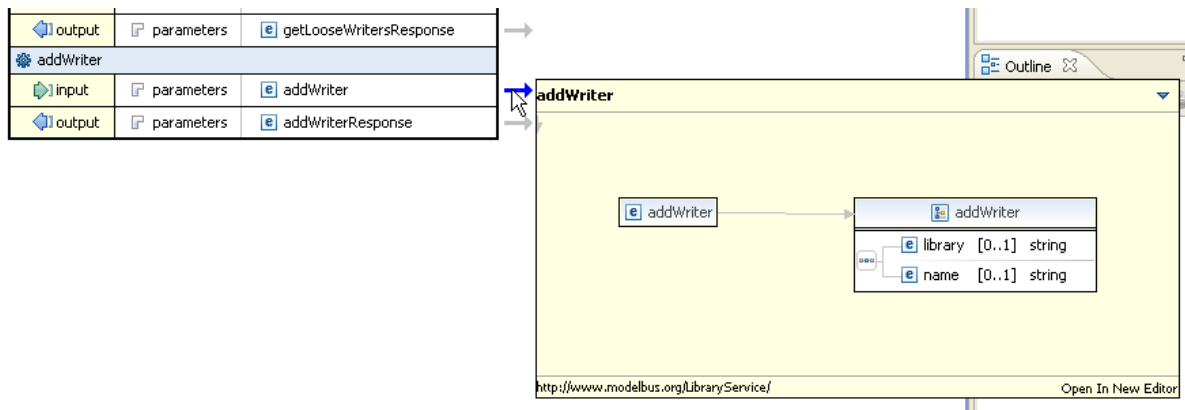 output parameters e getLooseWritersResponse
addWriter
input parameters e addWriter
output parameters e addWriterResponse
Outline
addWriter
e addWriter
addWriter
e library [0..1] string
e name [0..1] string
http://www.modelbus.org/LibraryService/ Open In New Editor